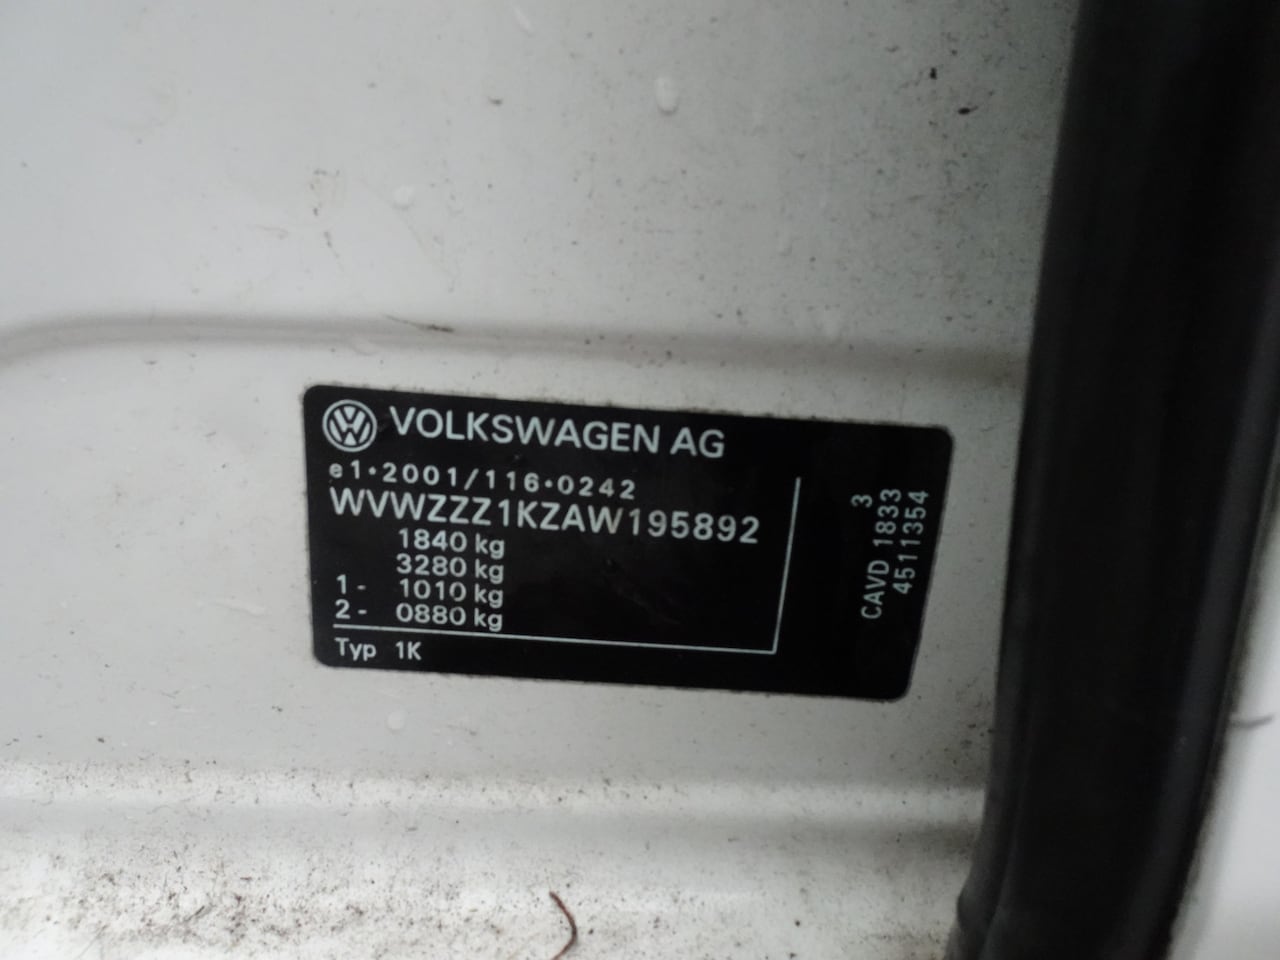 VOLKSWAGEN AG
e1*2001/116*0242
WVWZZZ1KZAW195892
1840 kg
3280 kg
1- 1010 kg
2- 0880 kg
Typ 1K
3
CAVD 1833
4511354